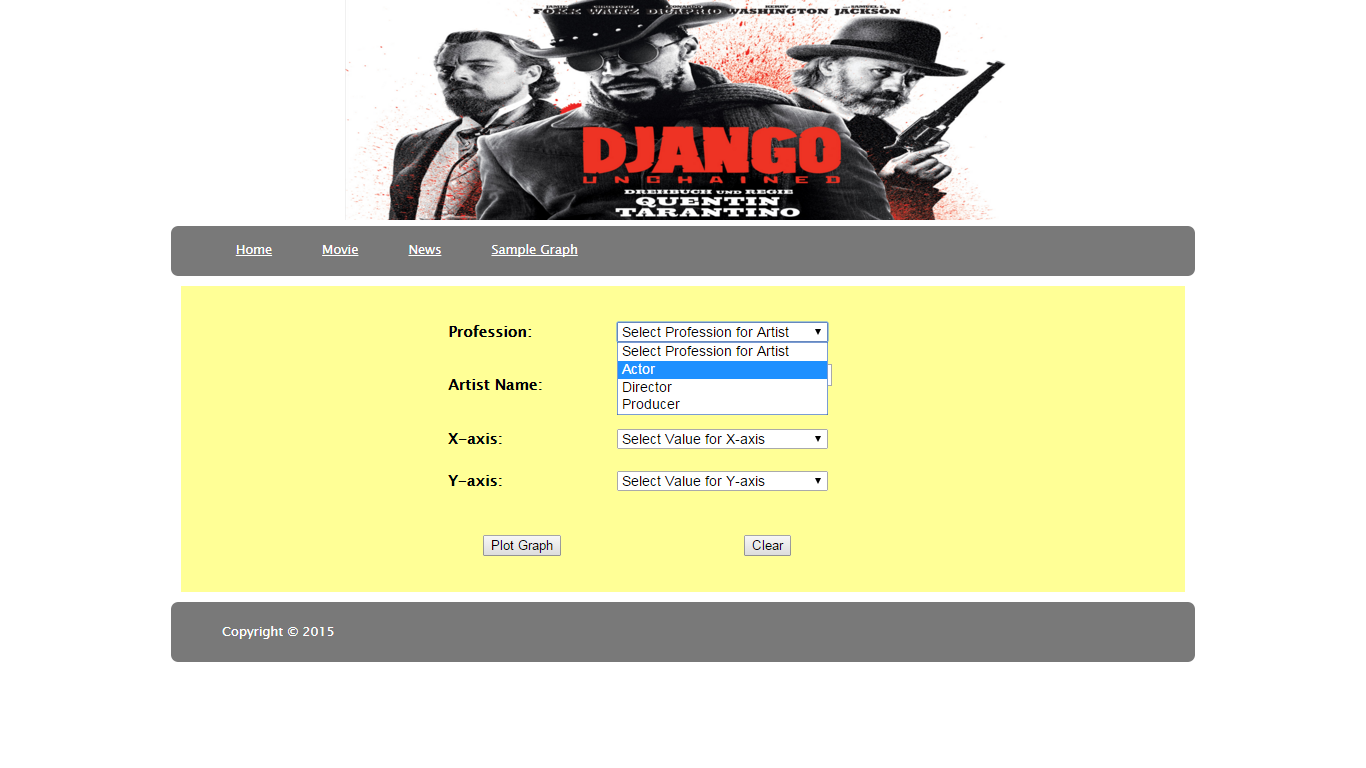 FOXX WALTZ DICAPRIO WASHINGTON JACKSON
DJANGO
UNCHAINED
DREHBUCH UND REGIE
QUENTIN
TARANTINO
Home Movie News Sample Graph
Profession: Select Profession for Artist
Select Profession for Artist
Actor
Director
Producer
Artist Name:
X-axis: Select Value for X-axis
Y-axis: Select Value for Y-axis
Plot Graph Clear
Copyright © 2015